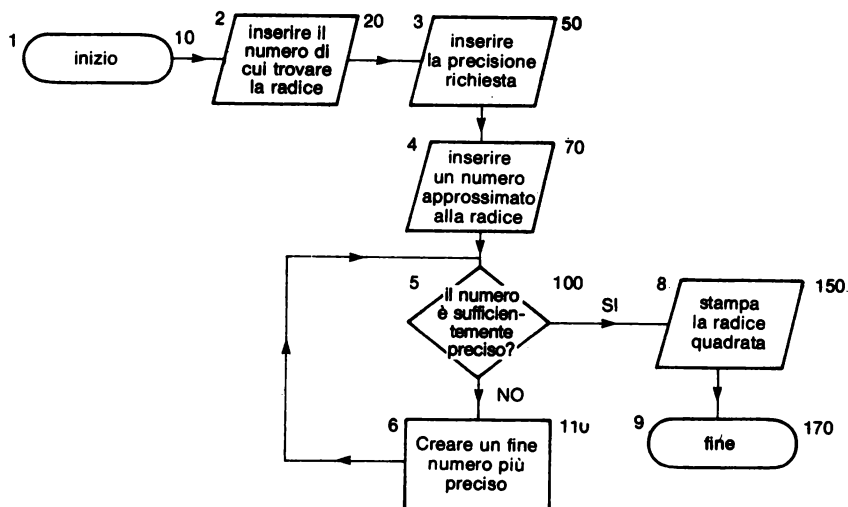 1
inizio
10
2
inserire il
numero di
cui trovare
la radice
20
3
inserire
la precisione
richiesta
50
4
inserire
un numero
approssimato
alla radice
70
5
il numero
è sufficien-
temente
preciso?
100
SI
NO
6
Creare un fine
numero più
preciso
110
8
stampa
la radice
quadrata
150
9
fine
170